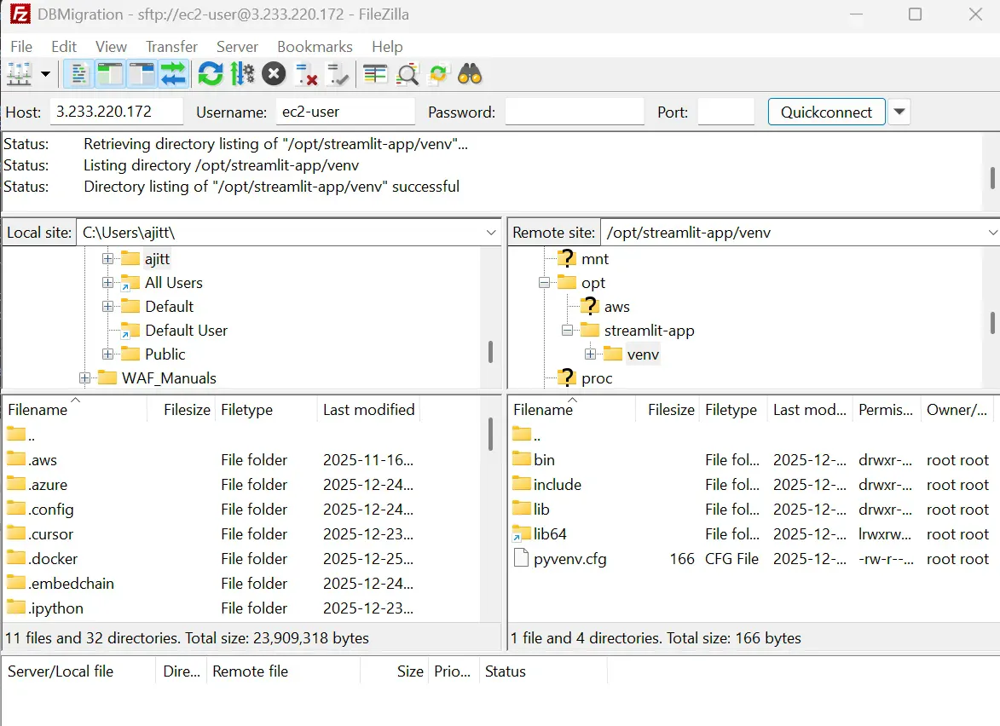 DBMigration - sftp://ec2-user@3.233.220.172 - FileZilla
File Edit View Transfer Server Bookmarks Help
Host: 3.233.220.172 Username: ec2-user Password: Port: Quickconnect
Status: Retrieving directory listing of "/opt/streamlit-app/venv"...
Status: Listing directory /opt/streamlit-app/venv
Status: Directory listing of "/opt/streamlit-app/venv" successful
Local site: C:\Users\ajitt\
ajitt
All Users
Default
Default User
Public
WAF_Manuals
Remote site: /opt/streamlit-app/venv
mnt
opt
aws
streamlit-app
venv
proc
Filename Filesize Filetype Last modified
..
.aws File folder 2025-11-16...
.azure File folder 2025-12-24...
.config File folder 2025-12-24...
.cursor File folder 2025-12-23...
.docker File folder 2025-12-25...
.embedchain File folder 2025-12-24...
.ipython File folder 2025-12-23...
11 files and 32 directories. Total size: 23,909,318 bytes
Filename Filesize Filetype Last mod... Permis... Owner/...
..
bin File fol... 2025-12-... drwxr-... root root
include File fol... 2025-12-... drwxr-... root root
lib File fol... 2025-12-... drwxr-... root root
lib64 File fol... 2025-12-... lrwxrw... root root
pyvenv.cfg 166 CFG File 2025-12-... -rw-r--... root root
1 file and 4 directories. Total size: 166 bytes
Server/Local file Dire... Remote file Size Prio... Status